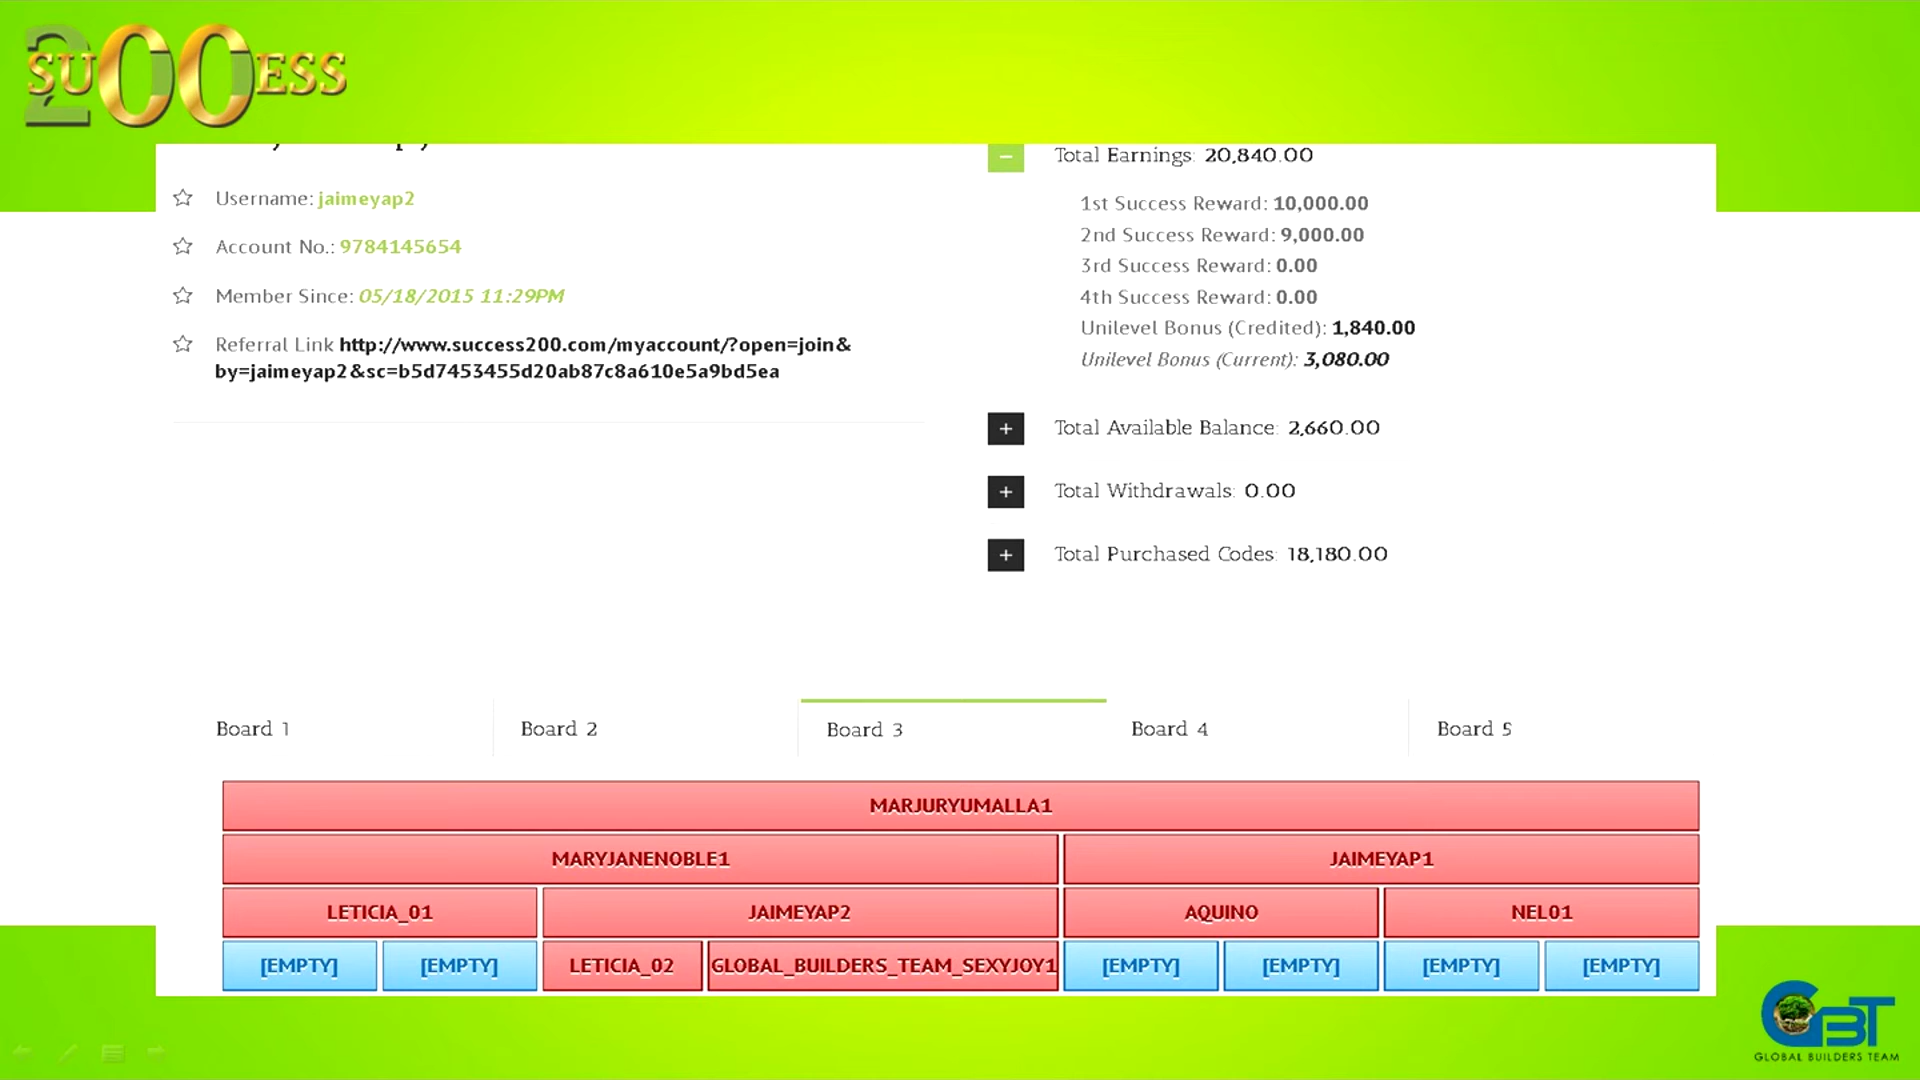 SU200ESS
Username: jaimeyap2
Account No.: 9784145654
Member Since: 05/18/2015 11:29PM
Referral Link http://www.success200.com/myaccount/?open=join&
by=jaimeyap2&sc=b5d7453455d20ab87c8a610e5a9bd5ea
Total Earnings: 20,840.00
1st Success Reward: 10,000.00
2nd Success Reward: 9,000.00
3rd Success Reward: 0.00
4th Success Reward: 0.00
Unilevel Bonus (Credited): 1,840.00
Unilevel Bonus (Current): 3,080.00
Total Available Balance: 2,660.00
Total Withdrawals: 0.00
Total Purchased Codes: 18,180.00
Board 1 Board 2 Board 3 Board 4 Board 5
MARJURYUMALLA1
MARYJANENOBLE1 JAIMEYAP1
LETICIA_01 JAIMEYAP2 AQUINO NEL01
[EMPTY] [EMPTY] LETICIA_02 GLOBAL_BUILDERS_TEAM_SEXYJOY1 [EMPTY] [EMPTY] [EMPTY] [EMPTY]
GBT
GLOBAL BUILDERS TEAM